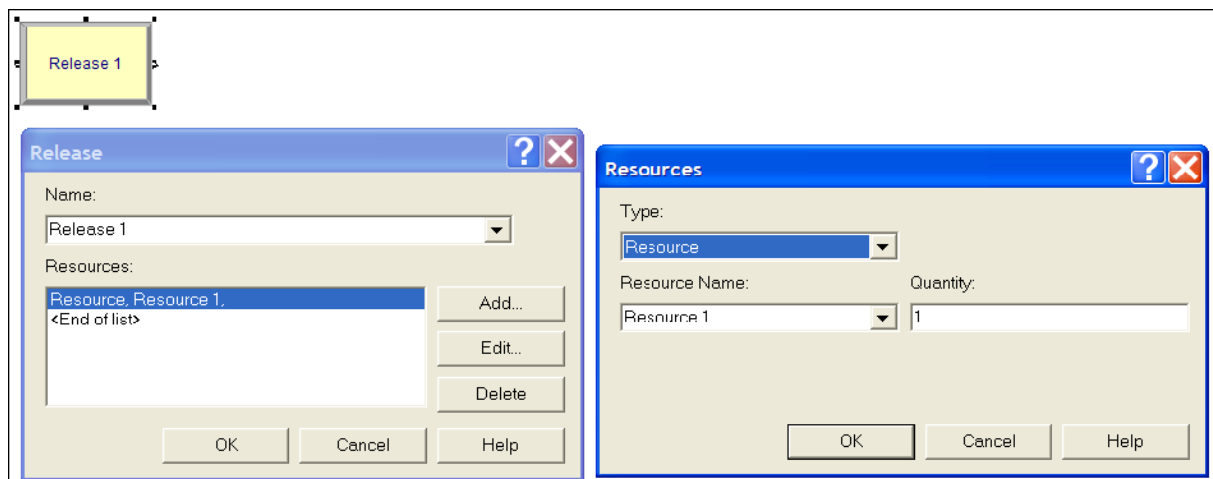 Release 1
Release
Name:
Release 1
Resources:
Resource, Resource 1,
<End of list>
Add...
Edit...
Delete
OK Cancel Help
Resources
Type:
Resource
Resource Name: Quantity:
Resource 1 1
OK Cancel Help